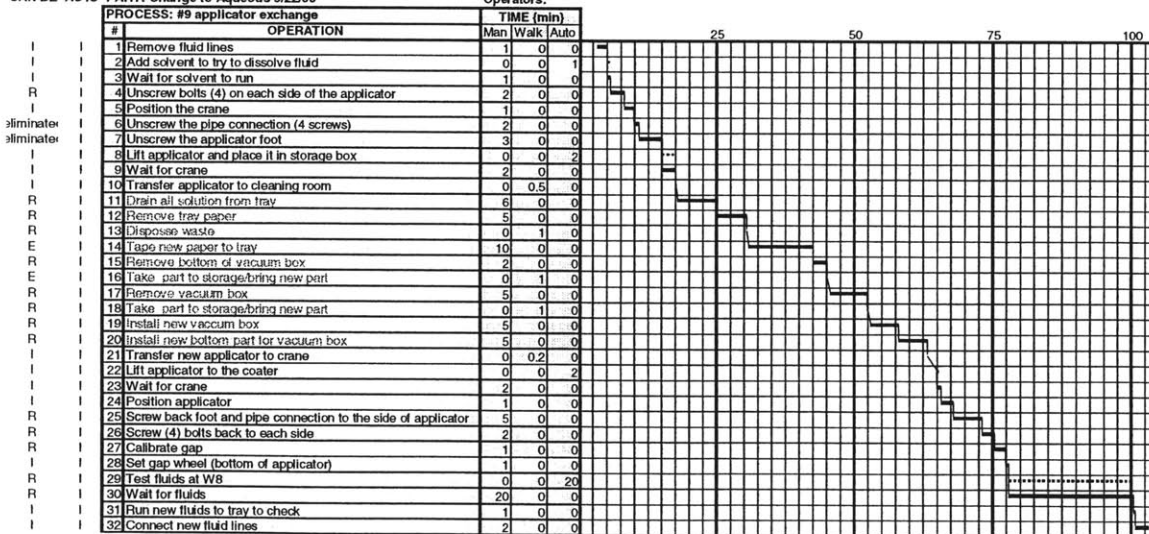 Change to Aqueous Operators:
PROCESS: #9 applicator exchange TIME (min)
# OPERATION Man Walk Auto 25 50 75 100
I I 1 Remove fluid lines 1 0 0
I I 2 Add solvent to try to dissolve fluid 0 0 1
I I 3 Wait for solvent to run 1 0 0
R I 4 Unscrew bolts (4) on each side of the applicator 2 0 0
I I 5 Position the crane 1 0 0
eliminate I 6 Unscrew the pipe connection (4 screws) 2 0 0
eliminate I 7 Unscrew the applicator foot 3 0 0
I I 8 Lift applicator and place it in storage box 0 0 2
I I 9 Wait for crane 2 0 0
I I 10 Transfer applicator to cleaning room 0 0.5 0
R I 11 Drain all solution from tray 6 0 0
R I 12 Remove tray paper 5 0 0
R I 13 Disposse waste 0 1 0
E I 14 Tape new paper to tray 10 0 0
R I 15 Remove bottom of vacuum box 2 0 0
E I 16 Take part to storage/bring new part 0 1 0
R I 17 Remove vacuum box 5 0 0
R I 18 Take part to storage/bring new part 0 1 0
R I 19 Install new vaccum box 5 0 0
R I 20 Install new bottom part for vacuum box 5 0 0
I I 21 Transfer new applicator to crane 0 0.2 0
I I 22 Lift applicator to the coater 0 0 2
I I 23 Wait for crane 2 0 0
I I 24 Position applicator 1 0 0
R I 25 Screw back foot and pipe connection to the side of applicator 5 0 0
R I 26 Screw (4) bolts back to each side 2 0 0
R I 27 Calibrate gap 1 0 0
I I 28 Set gap wheel (bottom of applicator) 1 0 0
R I 29 Test fluids at W8 0 0 20
R I 30 Wait for fluids 20 0 0
I I 31 Run new fluids to tray to check 1 0 0
I I 32 Connect new fluid lines 2 0 0